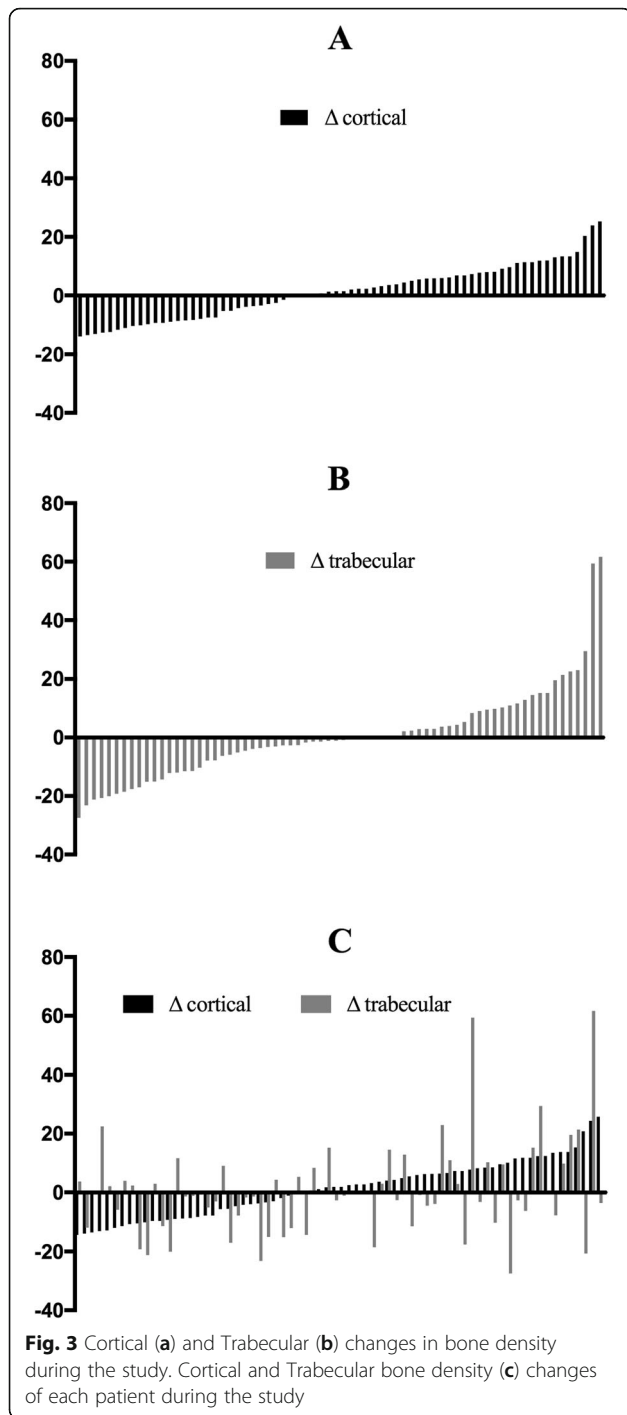 A
80
60
40
20
0
-20
-40
Δ cortical
B
80
60
40
20
0
-20
-40
Δ trabecular
C
80
60
40
20
0
-20
-40
Δ cortical Δ trabecular
Fig. 3 Cortical (a) and Trabecular (b) changes in bone density
during the study. Cortical and Trabecular bone density (c) changes
of each patient during the study